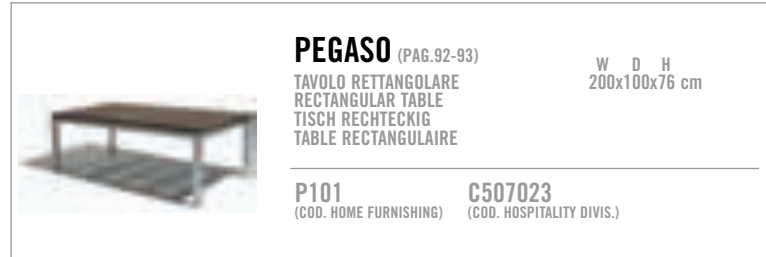 PEGASO (PAG.92-93)
W D H
200x100x76 cm
TAVOLO RETTANGOLARE
RECTANGULAR TABLE
TISCH RECHTECKIG
TABLE RECTANGULAIRE
P101
(COD. HOME FURNISHING)
C507023
(COD. HOSPITALITY DIVIS.)